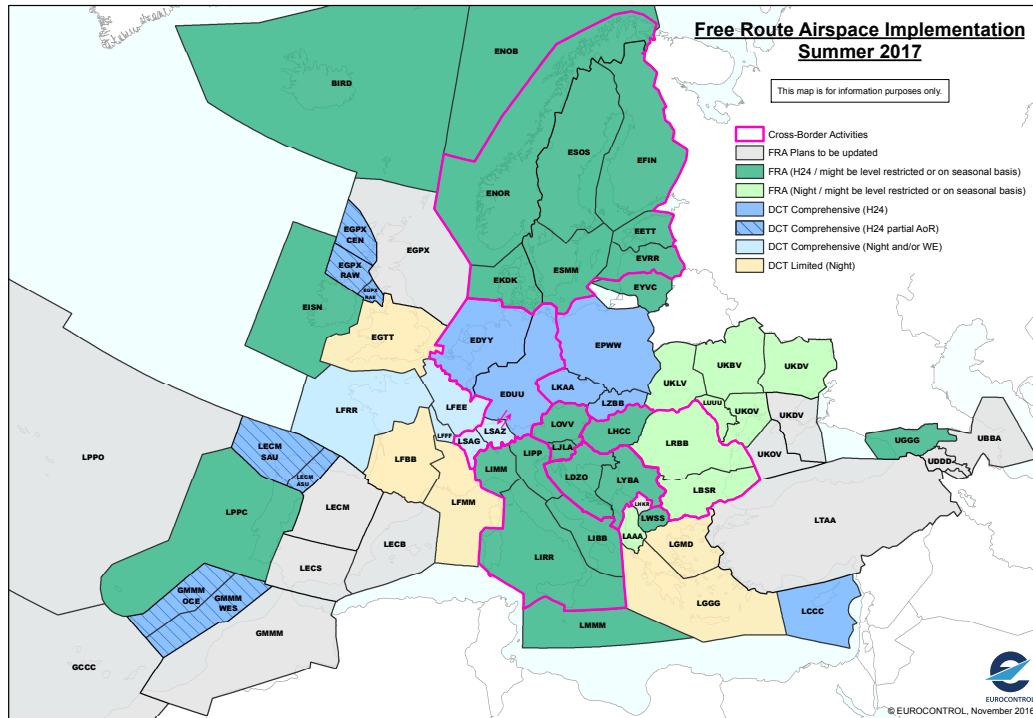 Free Route Airspace Implementation
Summer 2017
This map is for information purposes only.
Cross-Border Activities
FRA Plans to be updated
FRA (H24 / might be level restricted or on seasonal basis)
FRA (Night / might be level restricted or on seasonal basis)
DCT Comprehensive (H24)
DCT Comprehensive (H24 partial AoR)
DCT Comprehensive (Night and/or WE)
DCT Limited (Night)
ENOB
BIRD
ESOS
EFIN
ENOR
EGPX
CEN
EGPX
EGPX
RAW
EGPX
RAE
EETT
EVRR
EKDK
ESMM
EYVC
EISN
EGTT
EDYY
EPWW
EDUU
LKAA
LZBB
UKLV
UKBV
UKDV
LFRR
LFEE
LUUU
UKOV
UKDV
LFFF
LSAZ
LSAG
LOVV
LHCC
LJLA
UKOV
UGGG
UBBA
UDDD
LPPO
LECM
SAU
LECM
ASU
LFBB
LIMM
LIPP
LDZO
LYBA
LRBB
LBSR
LPPC
LECM
LFMM
LWSS
LAAA
LTAA
LECB
LECS
LIRR
LIBB
LGMD
GMMM
OCE
GMMM
WES
LGGG
LCCC
GMMM
LMMM
GCCC
EUROCONTROL
© EUROCONTROL, November 2016